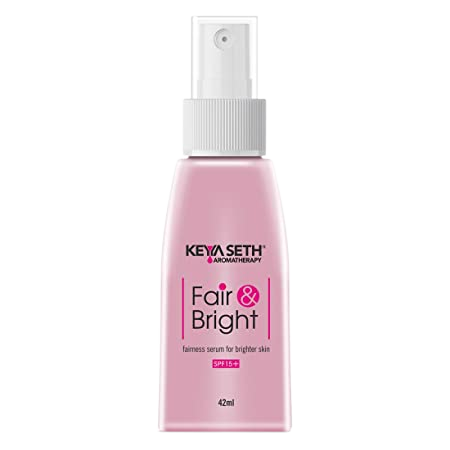 KEYA SETH®
AROMATHERAPY
Fair &
Bright
fairness serum for brighter skin
SPF 15+
42ml